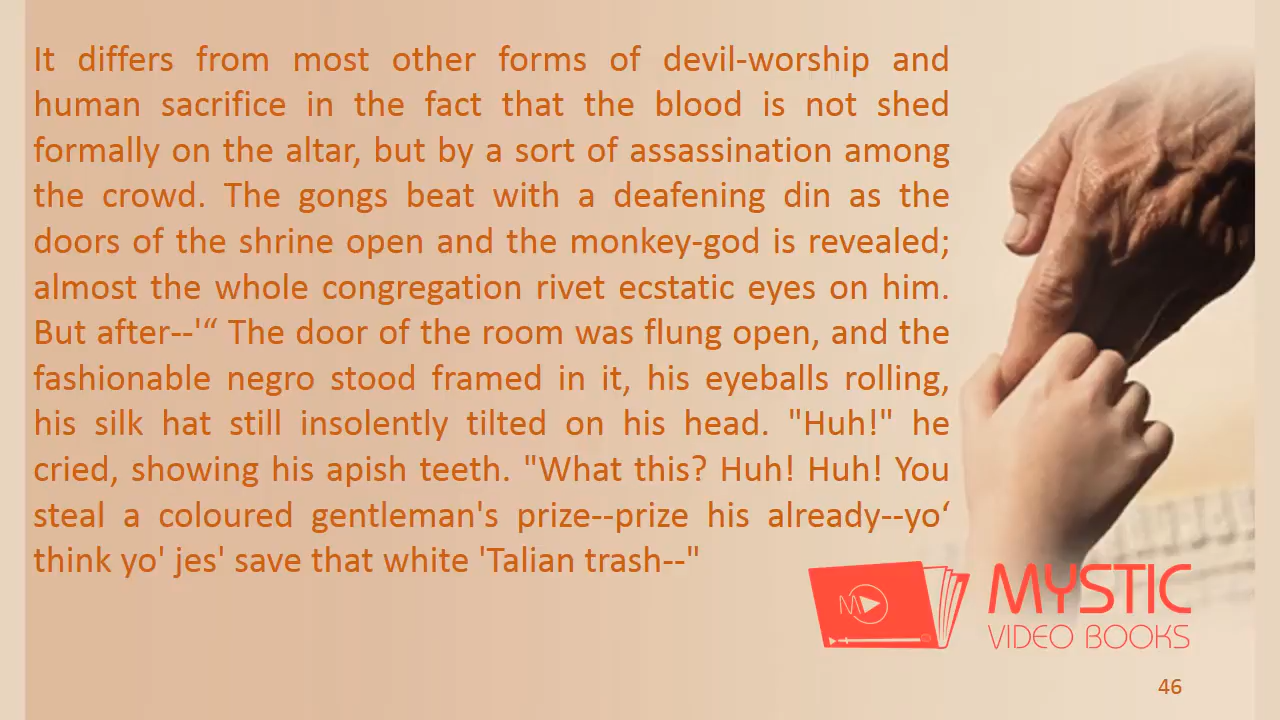 It differs from most other forms of devil-worship and
human sacrifice in the fact that the blood is not shed
formally on the altar, but by a sort of assassination among
the crowd. The gongs beat with a deafening din as the
doors of the shrine open and the monkey-god is revealed;
almost the whole congregation rivet ecstatic eyes on him.
But after--'“ The door of the room was flung open, and the
fashionable negro stood framed in it, his eyeballs rolling,
his silk hat still insolently tilted on his head. "Huh!" he
cried, showing his apish teeth. "What this? Huh! Huh! You
steal a coloured gentleman's prize--prize his already--yo‘
think yo' jes' save that white 'Talian trash--"
M
MYSTIC
VIDEO BOOKS
46